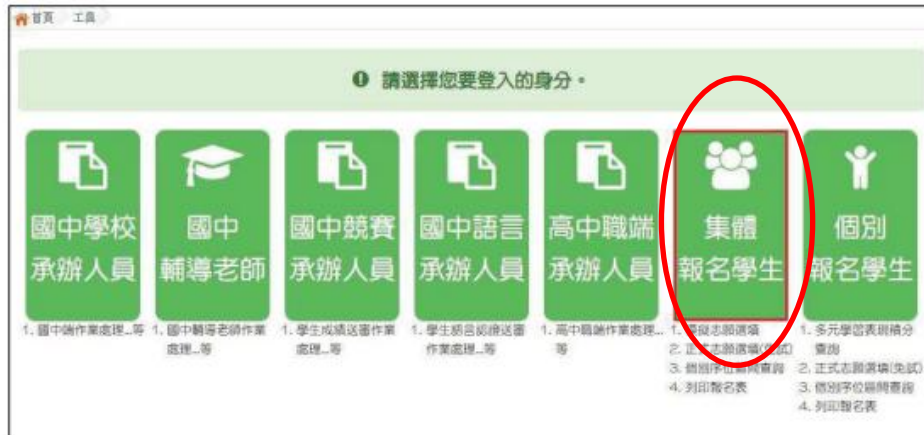 首頁 工具
請選擇您要登入的身分。
國中學校
承辦人員
國中
輔導老師
國中競賽
承辦人員
國中語言
承辦人員
高中職端
承辦人員
集體
報名學生
個別
報名學生
1. 國中端作業處理...等
1. 國中輔導老師作業
處理...等
1. 學生成績送審作業
處理...等
1. 學生語言認證送審
作業處理...等
1. 高中職端作業處理...
等
1. 模擬志願選填
2. 正式志願選填(免試)
3. 個別序位區間查詢
4. 列印報名表
1. 多元學習表現積分
查詢
2. 正式志願選填(免試)
3. 個別序位區間查詢
4. 列印報名表